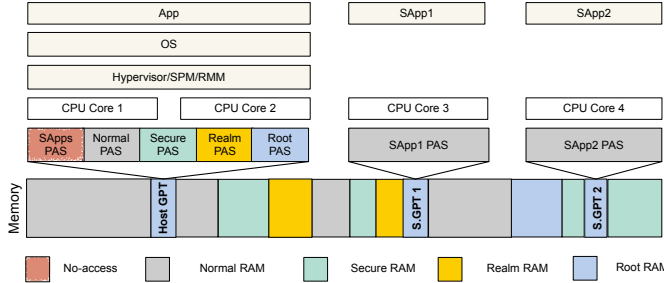 App
SApp1
SApp2
OS
Hypervisor/SPM/RMM
CPU Core 1
CPU Core 2
CPU Core 3
CPU Core 4
SApps PAS
Normal PAS
Secure PAS
Realm PAS
Root PAS
SApp1 PAS
SApp2 PAS
Memory
Host GPT
S.GPT 1
S.GPT 2
No-access
Normal RAM
Secure RAM
Realm RAM
Root RAM